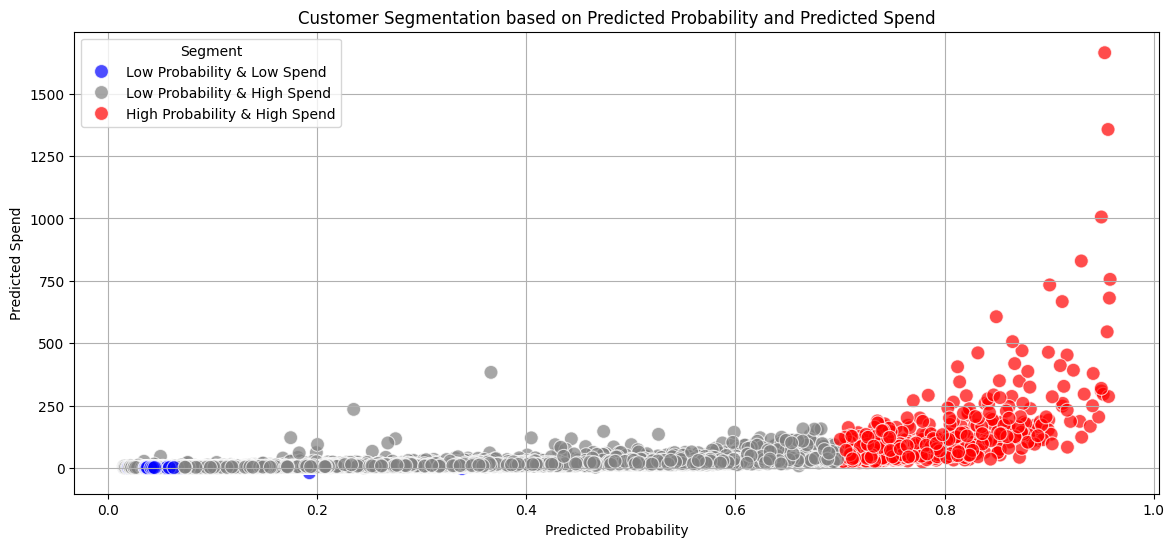 Customer Segmentation based on Predicted Probability and Predicted Spend
Segment
Low Probability & Low Spend
Low Probability & High Spend
High Probability & High Spend
Predicted Spend
1500
1250
1000
750
500
250
0
0.0 0.2 0.4 0.6 0.8 1.0
Predicted Probability